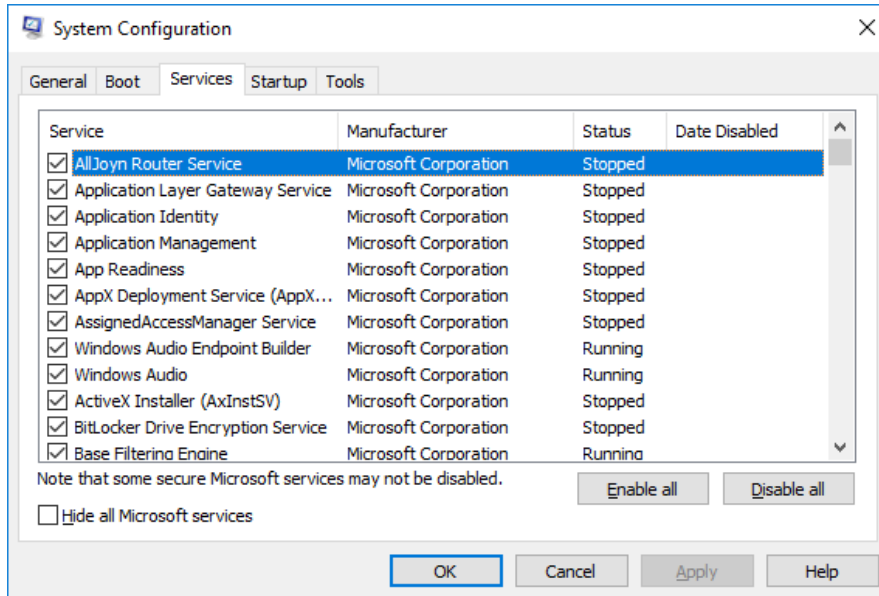 System Configuration
General Boot Services Startup Tools
Service Manufacturer Status Date Disabled
AllJoyn Router Service Microsoft Corporation Stopped
Application Layer Gateway Service Microsoft Corporation Stopped
Application Identity Microsoft Corporation Stopped
Application Management Microsoft Corporation Stopped
App Readiness Microsoft Corporation Stopped
AppX Deployment Service (AppX... Microsoft Corporation Stopped
AssignedAccessManager Service Microsoft Corporation Stopped
Windows Audio Endpoint Builder Microsoft Corporation Running
Windows Audio Microsoft Corporation Running
ActiveX Installer (AxInstSV) Microsoft Corporation Stopped
BitLocker Drive Encryption Service Microsoft Corporation Stopped
Base Filtering Engine Microsoft Corporation Running
Note that some secure Microsoft services may not be disabled.
Enable all Disable all
Hide all Microsoft services
OK Cancel Apply Help